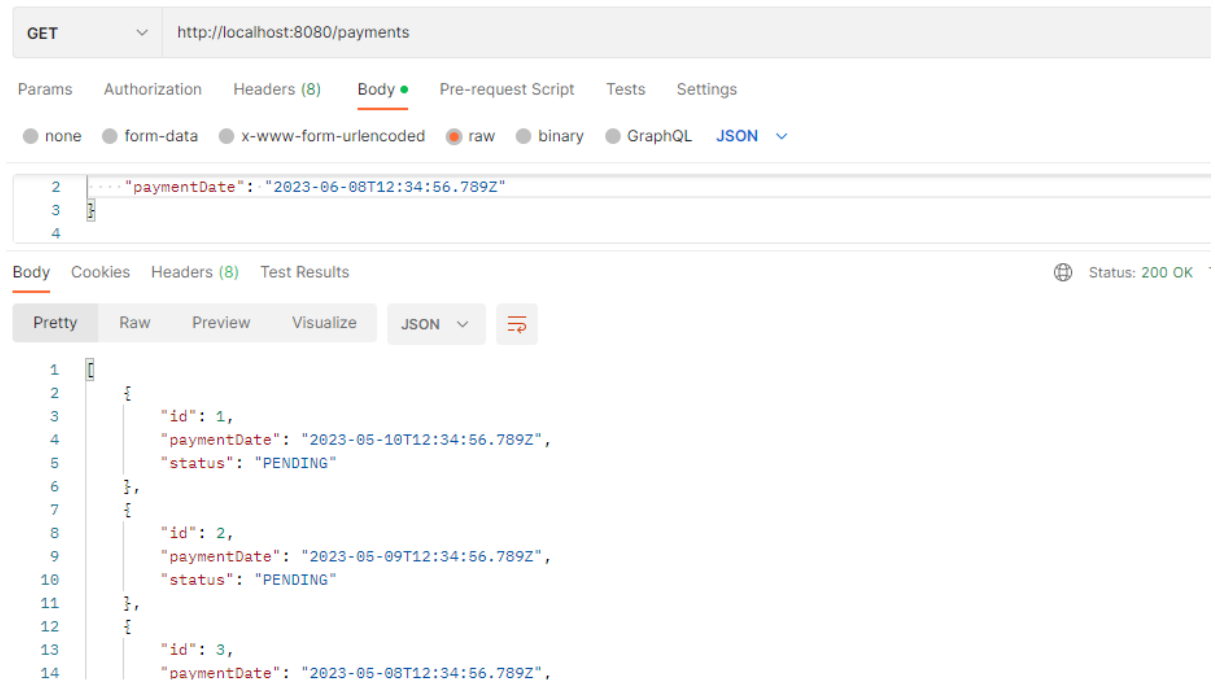 GET http://localhost:8080/payments
Params Authorization Headers (8) Body Pre-request Script Tests Settings
none form-data x-www-form-urlencoded raw binary GraphQL JSON
2 "paymentDate": "2023-06-08T12:34:56.789Z"
3 }
4
Body Cookies Headers (8) Test Results Status: 200 OK
Pretty Raw Preview Visualize JSON
1 [
2 {
3 "id": 1,
4 "paymentDate": "2023-05-10T12:34:56.789Z",
5 "status": "PENDING"
6 },
7 {
8 "id": 2,
9 "paymentDate": "2023-05-09T12:34:56.789Z",
10 "status": "PENDING"
11 },
12 {
13 "id": 3,
14 "paymentDate": "2023-05-08T12:34:56.789Z",